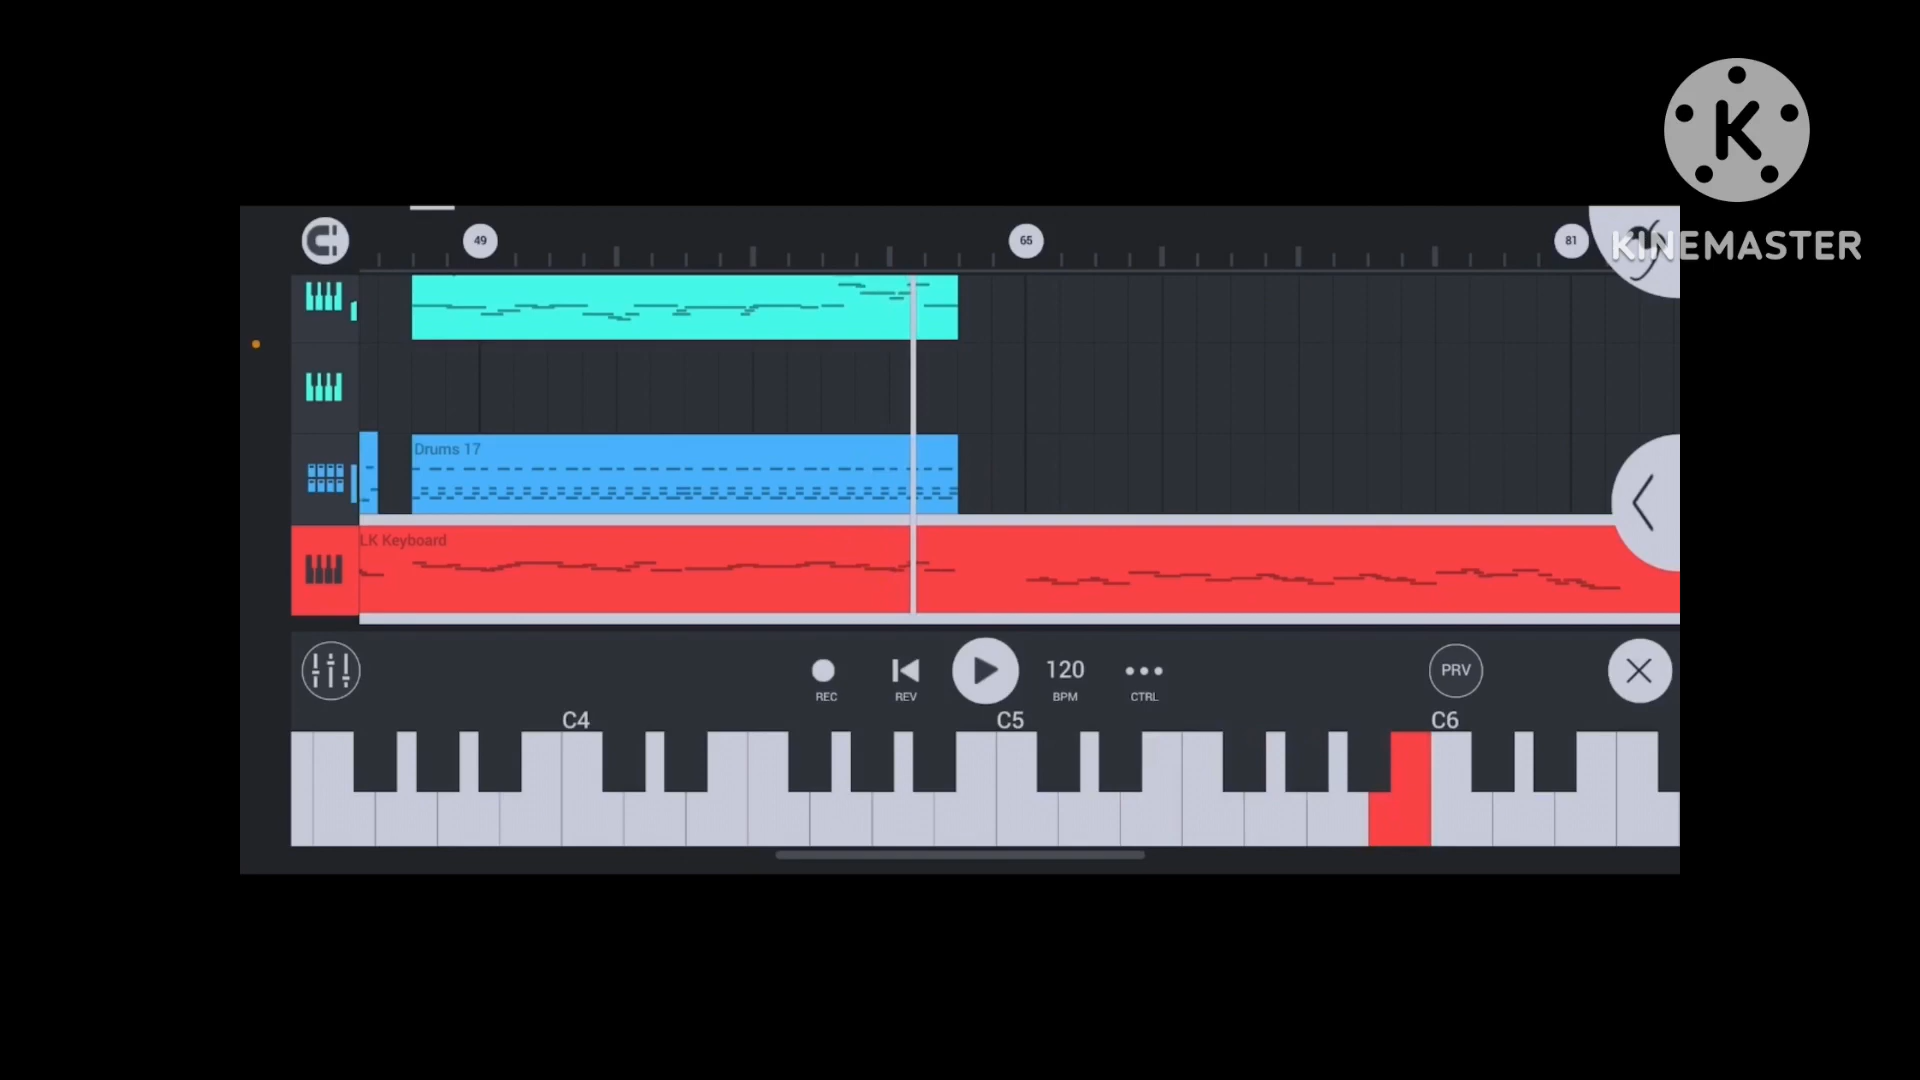 K
KINEMASTER
49
65
81
Drums 17
LK Keyboard
REC
REV
120
BPM
CTRL
PRV
C4
C5
C6